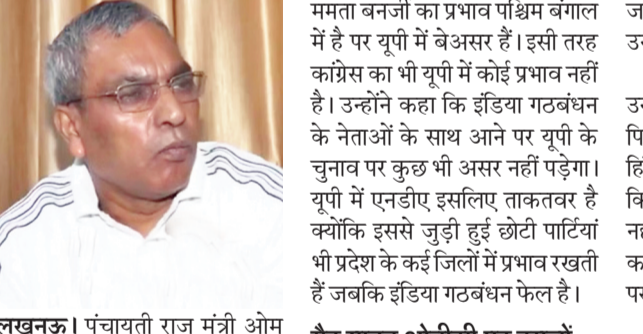 लखनऊ। पंचायती राज मंत्री ओम
ममता बनर्जी का प्रभाव पश्चिम बंगाल
में है पर यूपी में बेअसर हैं। इसी तरह
कांग्रेस का भी यूपी में कोई प्रभाव नहीं
है। उन्होंने कहा कि इंडिया गठबंधन
के नेताओं के साथ आने पर यूपी के
चुनाव पर कुछ भी असर नहीं पड़ेगा।
यूपी में एनडीए इसलिए ताकतवर है
क्योंकि इससे जुड़ी हुई छोटी पार्टियां
भी प्रदेश के कई जिलों में प्रभाव रखती
हैं जबकि इंडिया गठबंधन फेल है।